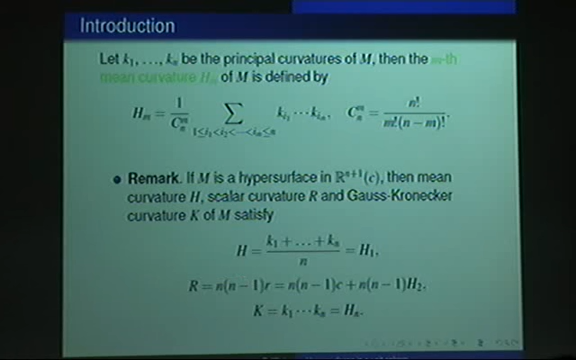 Introduction
Let k₁, …, kₙ be the principal curvatures of M, then the m-th
mean curvature Hₘ of M is defined by
Hₘ = 1/Cₙᵐ ∑_{1≤i₁<i₂<⋯<iₘ≤n} k_{i₁} ⋯ k_{iₘ}, Cₙᵐ = n!/(m!(n − m)!).
• Remark. If M is a hypersurface in ℝⁿ⁺¹(c), then mean
curvature H, scalar curvature R and Gauss-Kronecker
curvature K of M satisfy
H = (k₁ + … + kₙ)/n = H₁,
R = n(n − 1)r = n(n − 1)c + n(n − 1)H₂,
K = k₁ ⋯ kₙ = Hₙ.